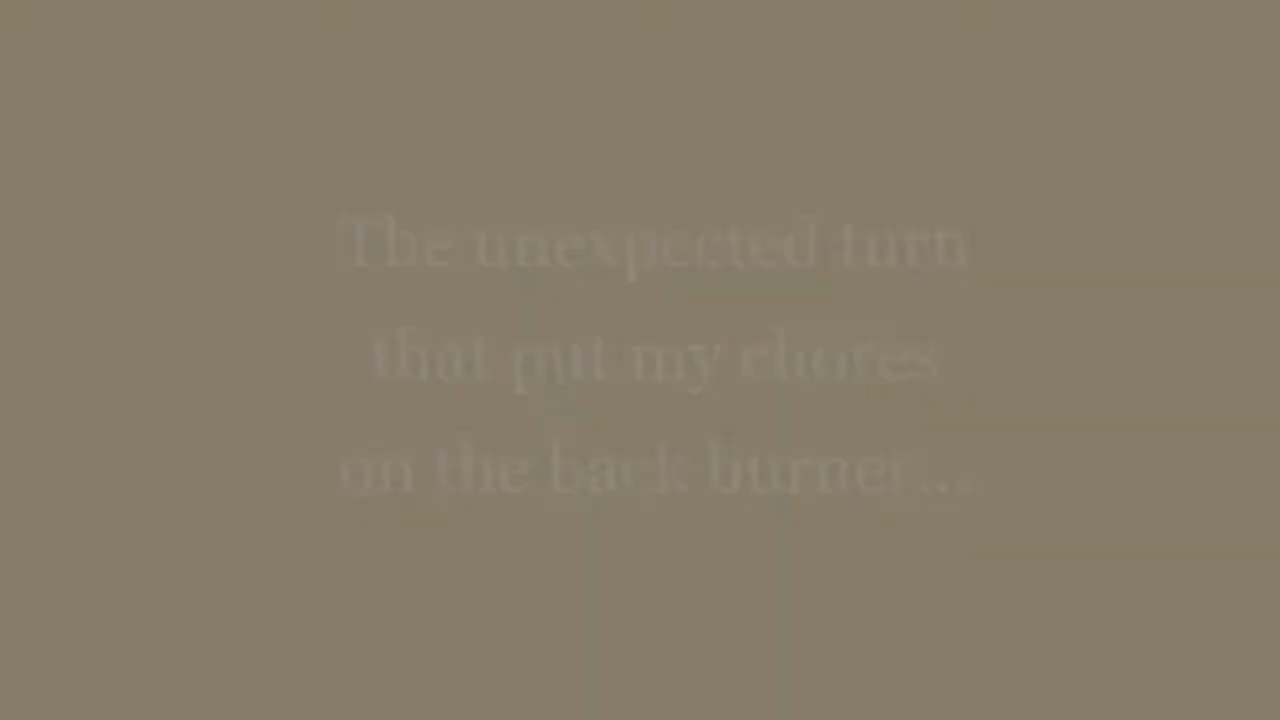 The unexpected turn
that put my chores
on the back burner...